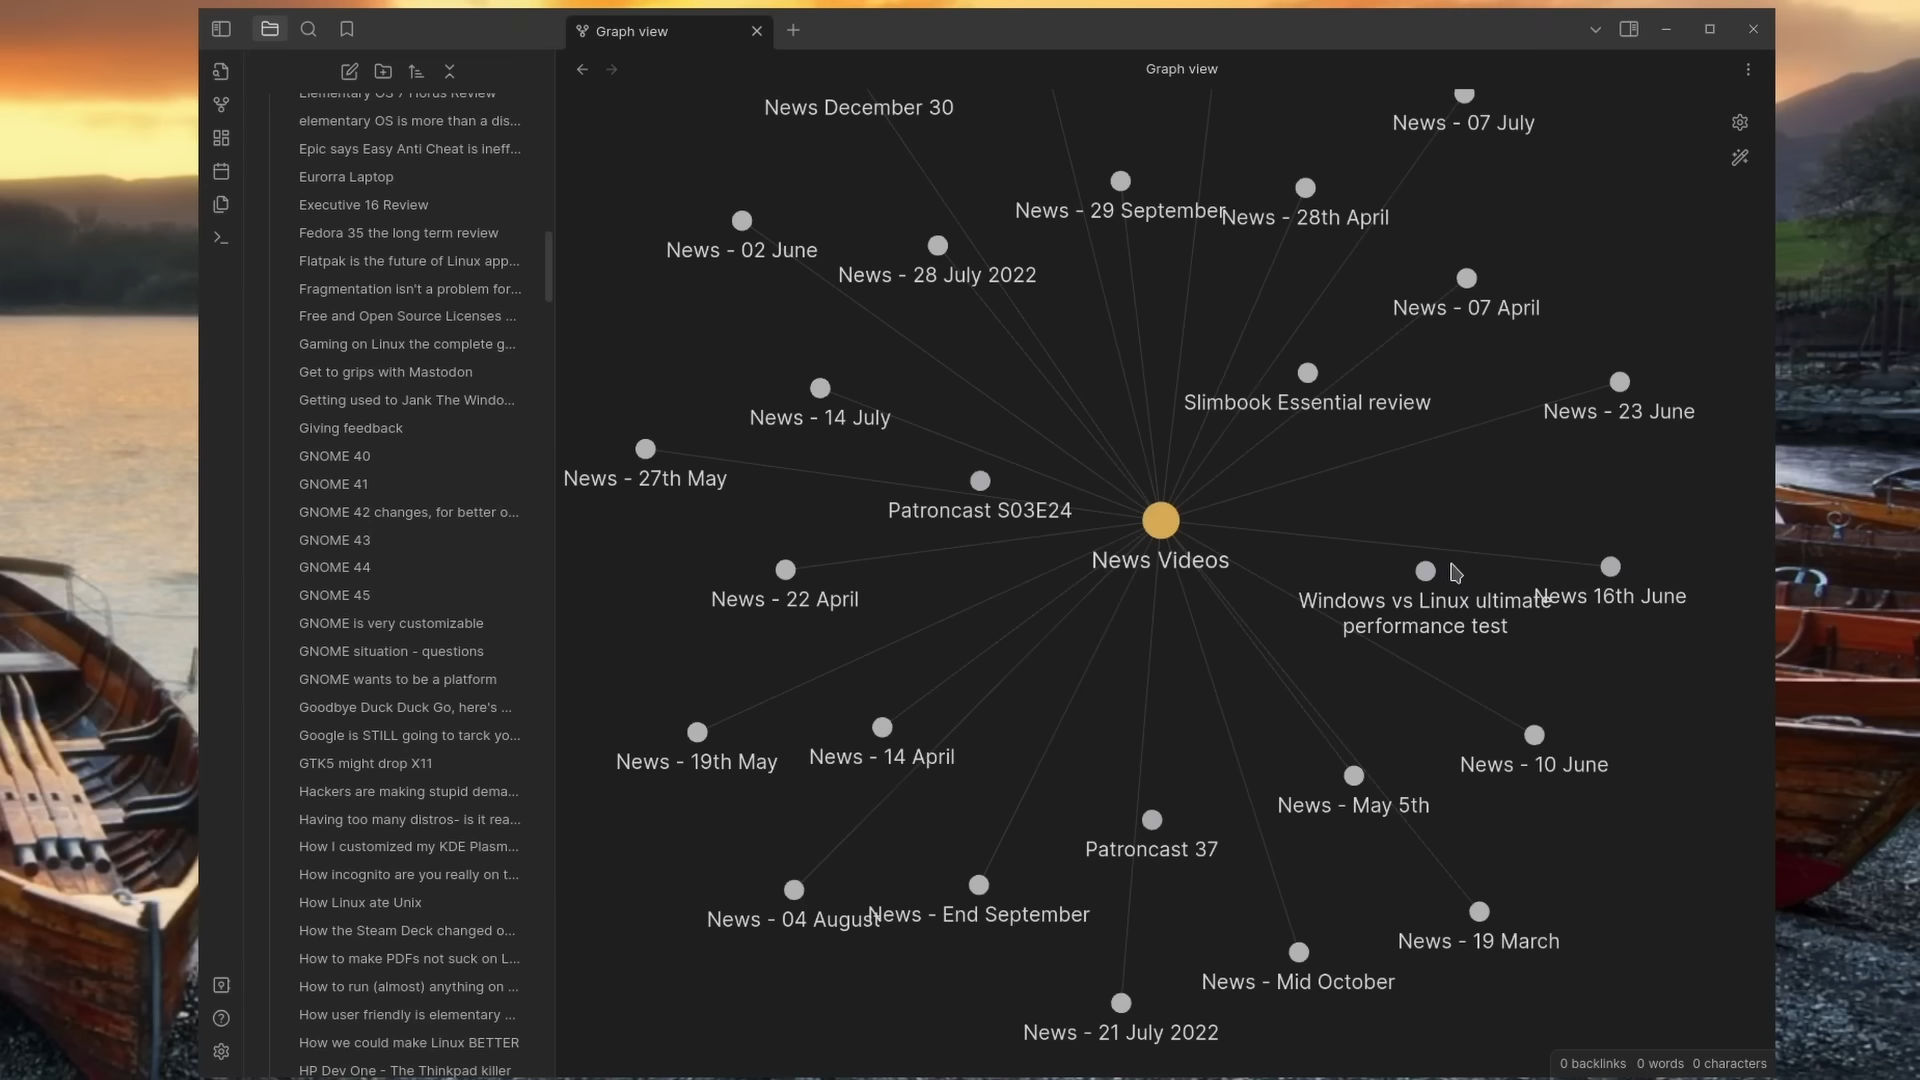 Graph view
Graph view
Elementary OS 7 Horus Review
elementary OS is more than a dis...
Epic says Easy Anti Cheat is ineff...
Eurorra Laptop
Executive 16 Review
Fedora 35 the long term review
Flatpak is the future of Linux app...
Fragmentation isn't a problem for...
Free and Open Source Licenses ...
Gaming on Linux the complete g...
Get to grips with Mastodon
Getting used to Jank The Windo...
Giving feedback
GNOME 40
GNOME 41
GNOME 42 changes, for better o...
GNOME 43
GNOME 44
GNOME 45
GNOME is very customizable
GNOME situation - questions
GNOME wants to be a platform
Goodbye Duck Duck Go, here's ...
Google is STILL going to tarck yo...
GTK5 might drop X11
Hackers are making stupid dema...
Having too many distros- is it rea...
How I customized my KDE Plasm...
How incognito are you really on t...
How Linux ate Unix
How the Steam Deck changed o...
How to make PDFs not suck on L...
How to run (almost) anything on ...
How user friendly is elementary ...
How we could make Linux BETTER
HP Dev One - The Thinkpad killer
News December 30
News - 07 July
News - 29 September
News - 28th April
News - 02 June
News - 28 July 2022
News - 07 April
Slimbook Essential review
News - 23 June
News - 14 July
News - 27th May
Patroncast S03E24
News Videos
News - 22 April
Windows vs Linux ultimate
performance test
News 16th June
News - 19th May
News - 14 April
News - 10 June
News - May 5th
Patroncast 37
News - 04 August
News - End September
News - 19 March
News - Mid October
News - 21 July 2022
0 backlinks 0 words 0 characters